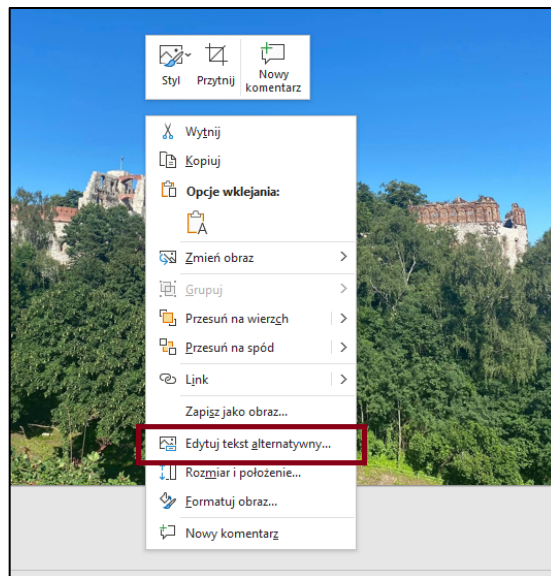 Styl
Przytnij
Nowy
komentarz
Wytnij
Kopiuj
Opcje wklejania:
A
Zmień obraz
Grupuj
Przesuń na wierzch
Przesuń na spód
Link
Zapisz jako obraz...
Edytuj tekst alternatywny...
Rozmiar i położenie...
Formatuj obraz...
Nowy komentarz